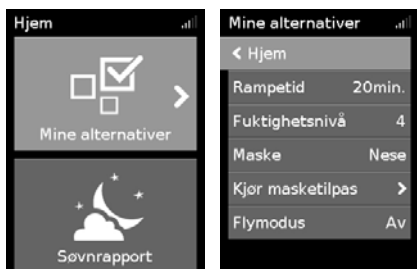 Hjem
Mine alternativer
Søvnrapport
Mine alternativer
Hjem
Rampetid 20min.
Fuktighetsnivå 4
Maske Nese
Kjør masketilpas
Flymodus Av